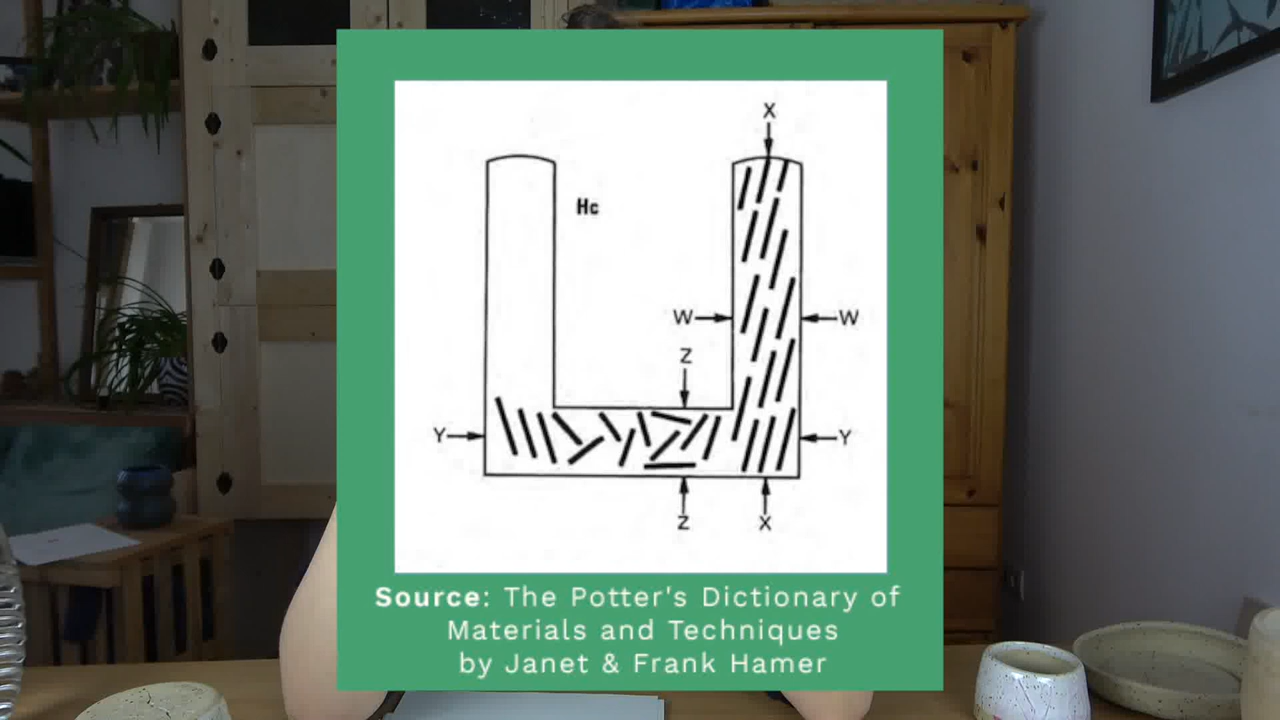 X
Hc
W W
Z
Y Y
Z X
Source: The Potter's Dictionary of
Materials and Techniques
by Janet & Frank Hamer